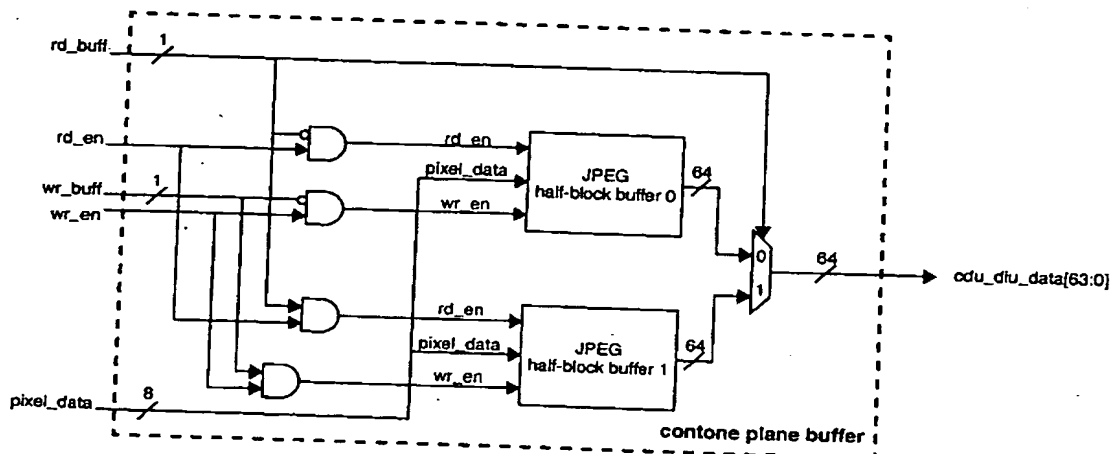 rd_buff
1
rd_en
wr_buff
1
wr_en
pixel_data
8
rd_en
pixel_data
wr_en
JPEG
half-block buffer 0
64
rd_en
pixel_data
wr_en
JPEG
half-block buffer 1
64
0
1
64
cdu_diu_data[63:0]
contone plane buffer